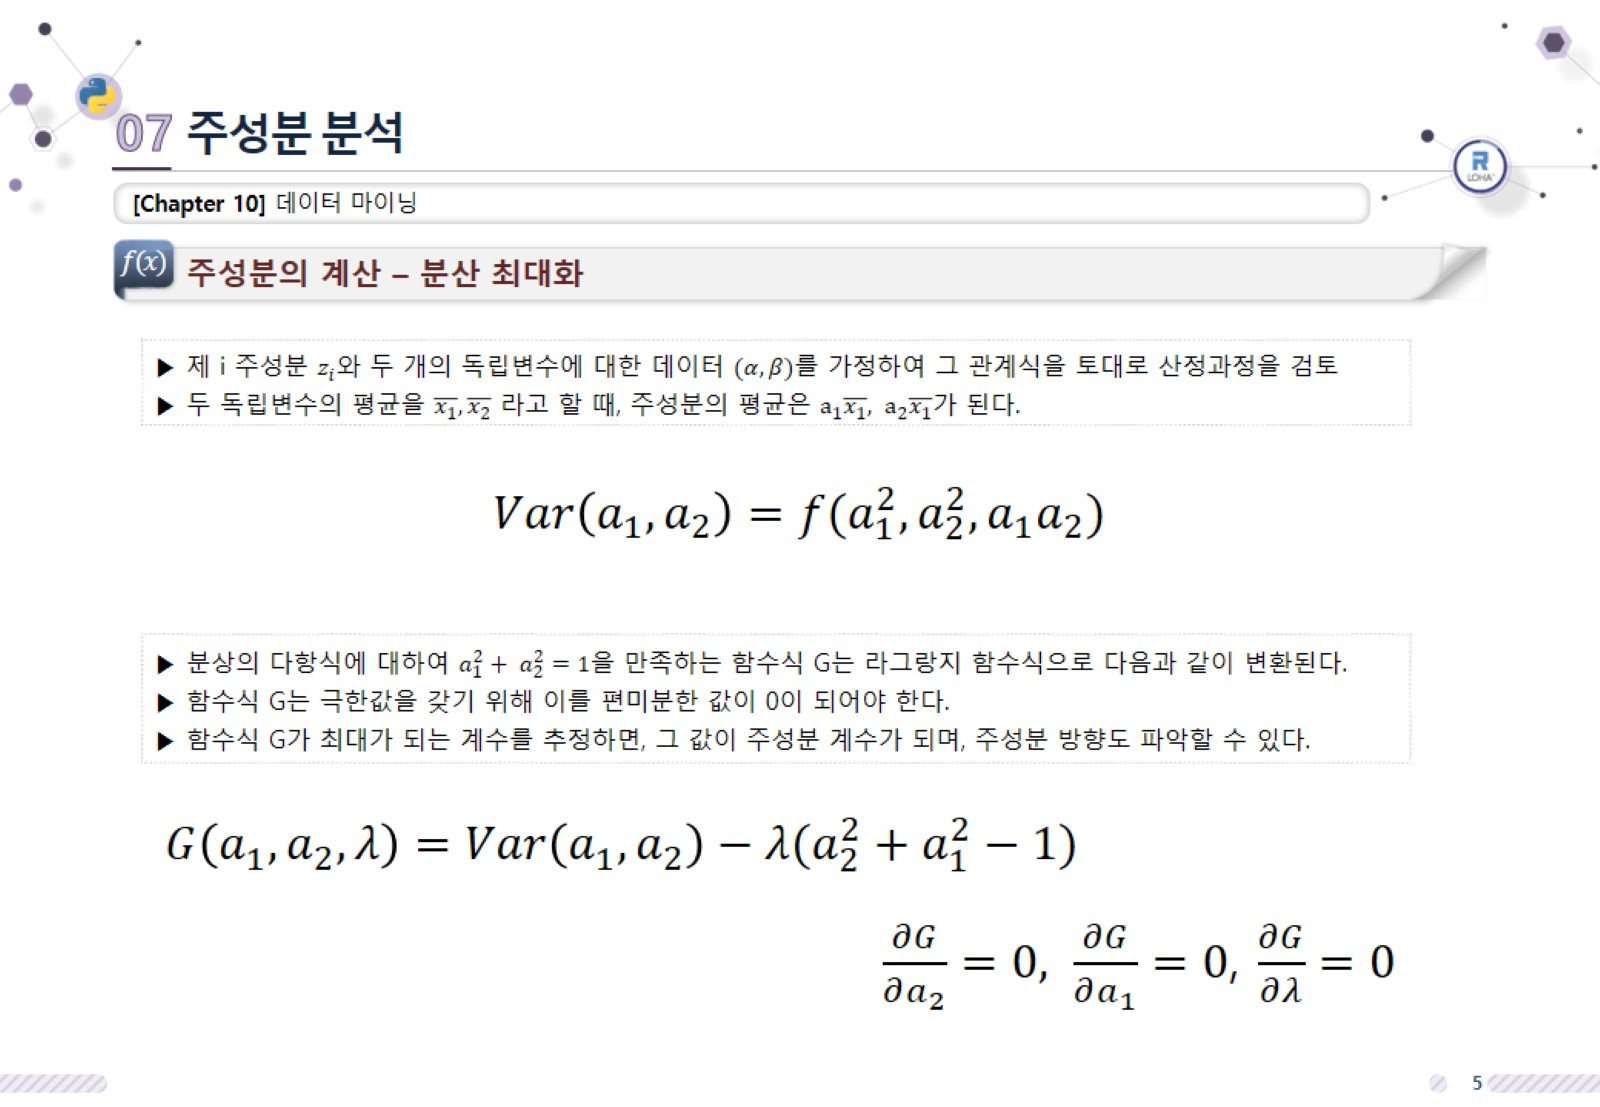 07 주성분 분석
R
LOHA
[Chapter 10] 데이터 마이닝
f(x) 주성분의 계산 – 분산 최대화
▶ 제 i 주성분 zᵢ와 두 개의 독립변수에 대한 데이터 (α,β)를 가정하여 그 관계식을 토대로 산정과정을 검토
▶ 두 독립변수의 평균을 x̅₁, x̅₂ 라고 할 때, 주성분의 평균은 a₁x̅₁, a₂x̅₁가 된다.
Var(a₁, a₂) = f(a₁², a₂², a₁a₂)
▶ 분상의 다항식에 대하여 a₁² + a₂² = 1을 만족하는 함수식 G는 라그랑지 함수식으로 다음과 같이 변환된다.
▶ 함수식 G는 극한값을 갖기 위해 이를 편미분한 값이 0이 되어야 한다.
▶ 함수식 G가 최대가 되는 계수를 추정하면, 그 값이 주성분 계수가 되며, 주성분 방향도 파악할 수 있다.
G(a₁, a₂, λ) = Var(a₁, a₂) − λ(a₂² + a₁² − 1)
∂G/∂a₂ = 0, ∂G/∂a₁ = 0, ∂G/∂λ = 0
5